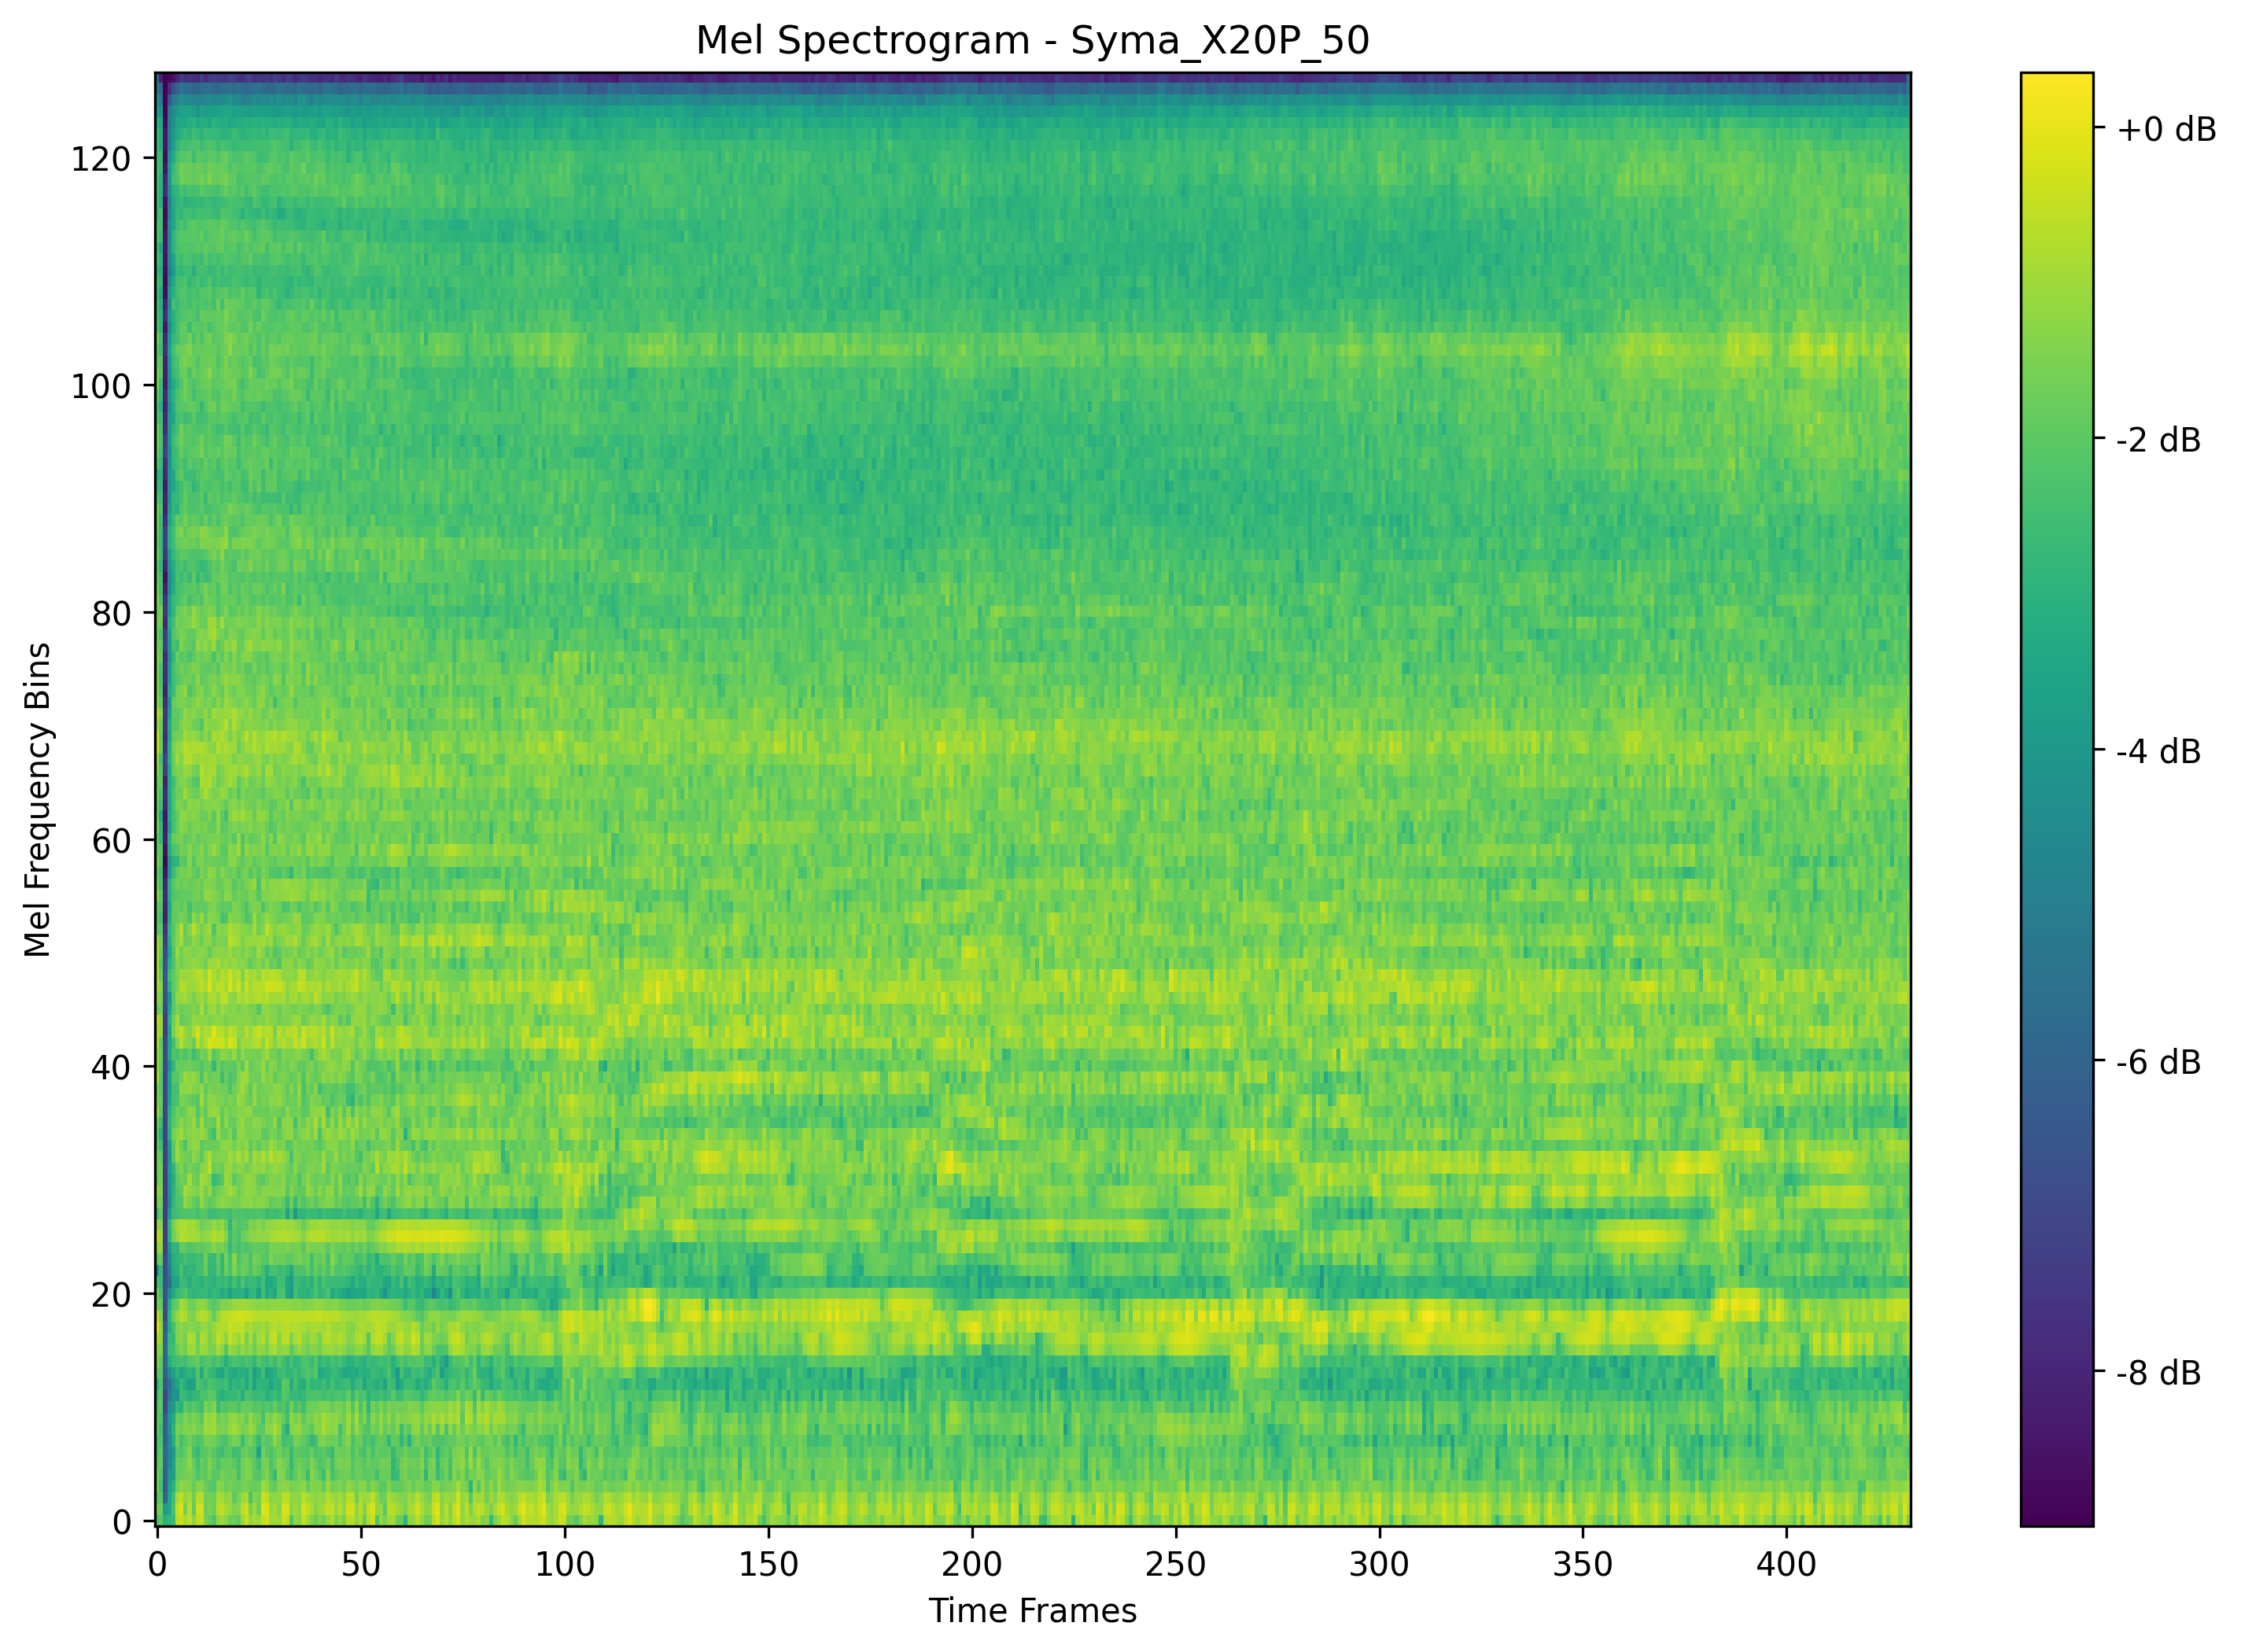 Mel Spectrogram - Syma_X20P_50
Mel Frequency Bins
120
100
80
60
40
20
0
0 50 100 150 200 250 300 350 400
Time Frames
+0 dB
-2 dB
-4 dB
-6 dB
-8 dB